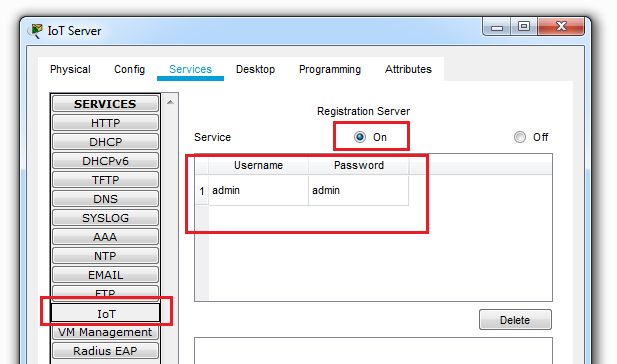 IoT Server
Physical Config Services Desktop Programming Attributes
SERVICES
HTTP
DHCP
DHCPv6
TFTP
DNS
SYSLOG
AAA
NTP
EMAIL
FTP
IoT
VM Management
Radius EAP
Registration Server
Service On Off
Username Password
1 admin admin
Delete